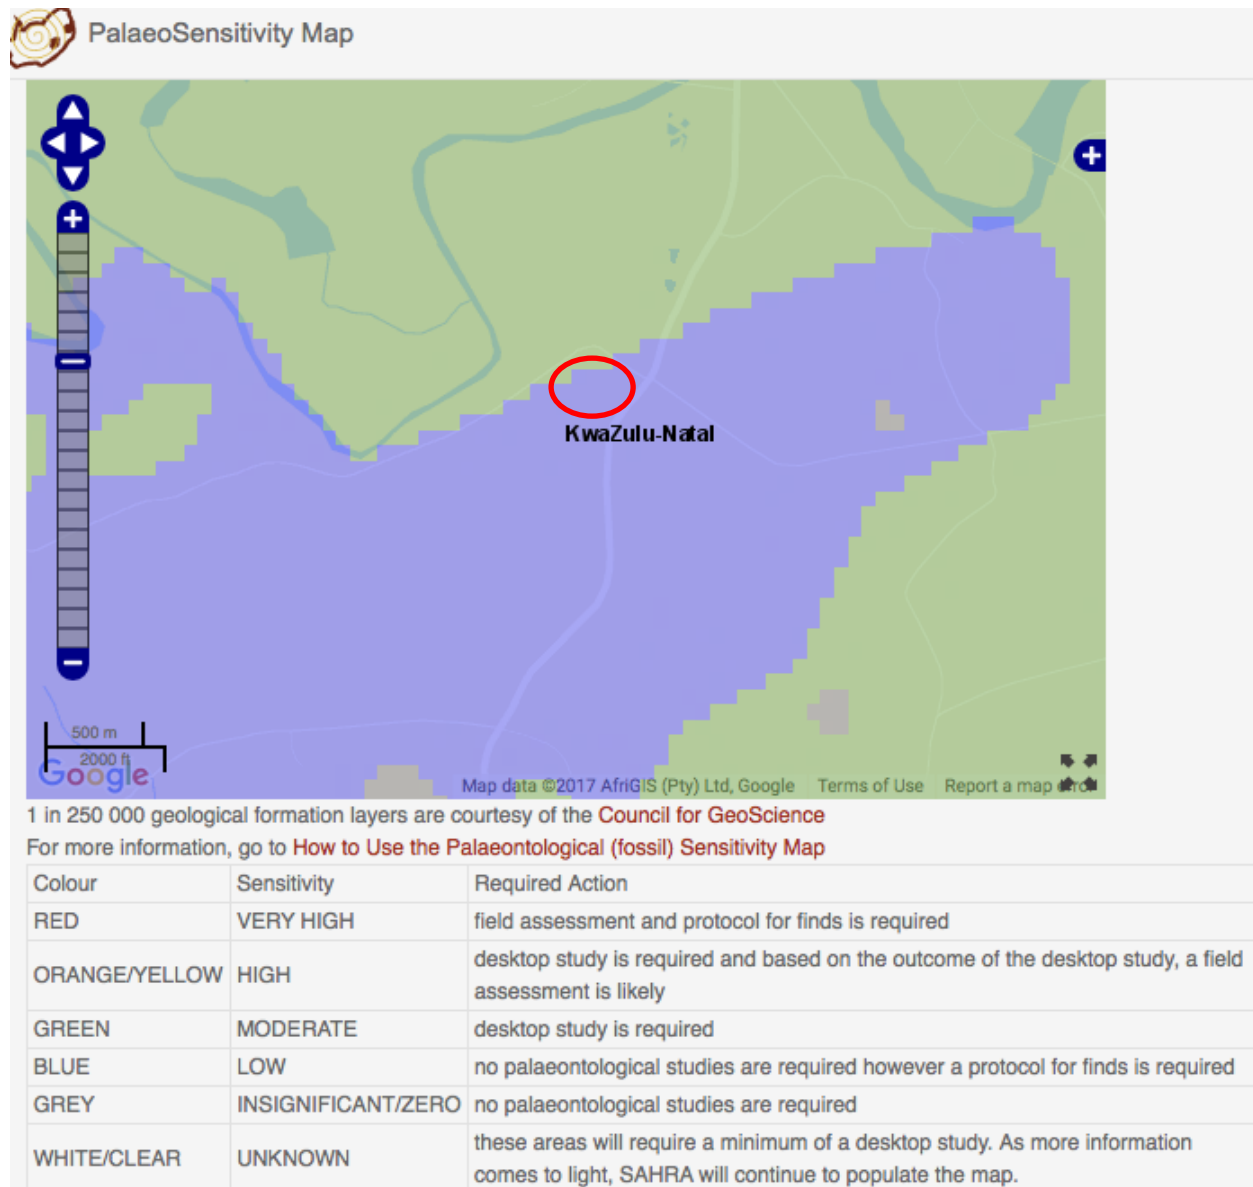 PalaeoSensitivity Map
KwaZulu-Natal
500 m
2000 ft
Google
Map data ©2017 AfriGIS (Pty) Ltd, Google Terms of Use Report a map error
1 in 250 000 geological formation layers are courtesy of the Council for GeoScience
For more information, go to How to Use the Palaeontological (fossil) Sensitivity Map
Colour Sensitivity Required Action
RED VERY HIGH field assessment and protocol for finds is required
ORANGE/YELLOW HIGH desktop study is required and based on the outcome of the desktop study, a field
assessment is likely
GREEN MODERATE desktop study is required
BLUE LOW no palaeontological studies are required however a protocol for finds is required
GREY INSIGNIFICANT/ZERO no palaeontological studies are required
WHITE/CLEAR UNKNOWN these areas will require a minimum of a desktop study. As more information
comes to light, SAHRA will continue to populate the map.